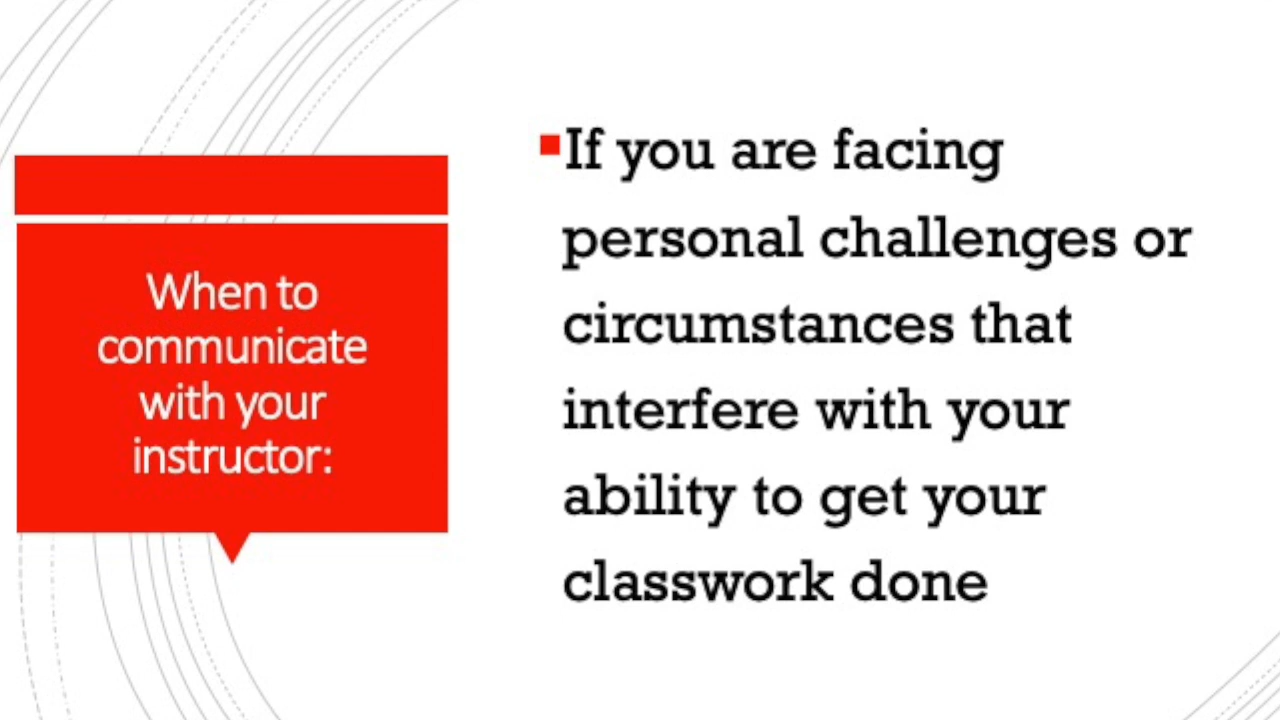 When to
communicate
with your
instructor:
If you are facing
personal challenges or
circumstances that
interfere with your
ability to get your
classwork done